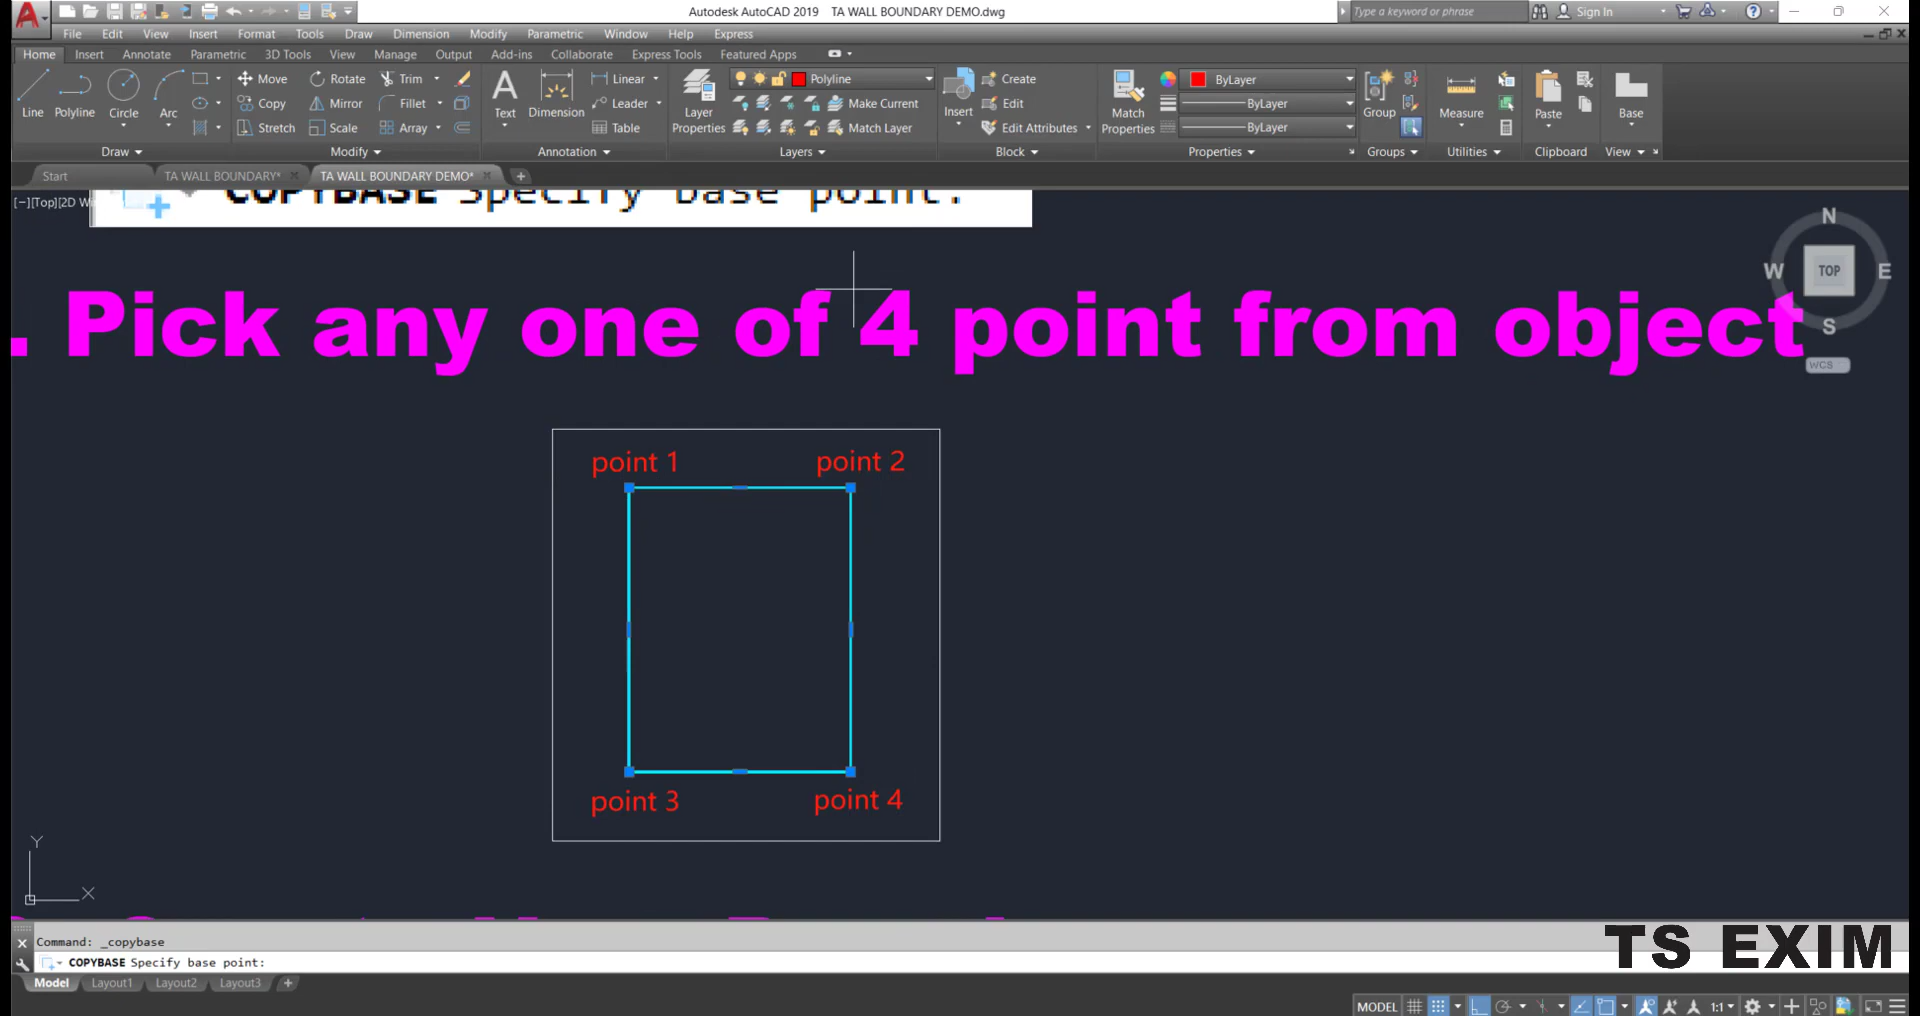 Autodesk AutoCAD 2019 TA WALL BOUNDARY DEMO.dwg
Type a keyword or phrase
Sign In
File Edit View Insert Format Tools Draw Dimension Modify Parametric Window Help Express
Home Insert Annotate Parametric 3D Tools View Manage Output Add-ins Collaborate Express Tools Featured Apps
Line Polyline Circle Arc
Move Rotate Trim
Copy Mirror Fillet
Stretch Scale Array
Text Dimension
Linear
Leader
Table
Layer Properties
Polyline
Make Current
Match Layer
Insert
Create
Edit
Edit Attributes
Match Properties
ByLayer
ByLayer
ByLayer
Group
Measure
Paste
Base
Draw Modify Annotation Layers Block Properties Groups Utilities Clipboard View
Start TA WALL BOUNDARY* TA WALL BOUNDARY DEMO*
[−][Top][2D Wi
COPYBASE Specify base point:
N
W TOP E
S
WCS
. Pick any one of 4 point from object
point 1 point 2
point 3 point 4
Y
X
Command: _copybase
COPYBASE Specify base point:
TS EXIM
Model Layout1 Layout2 Layout3
MODEL
1:1